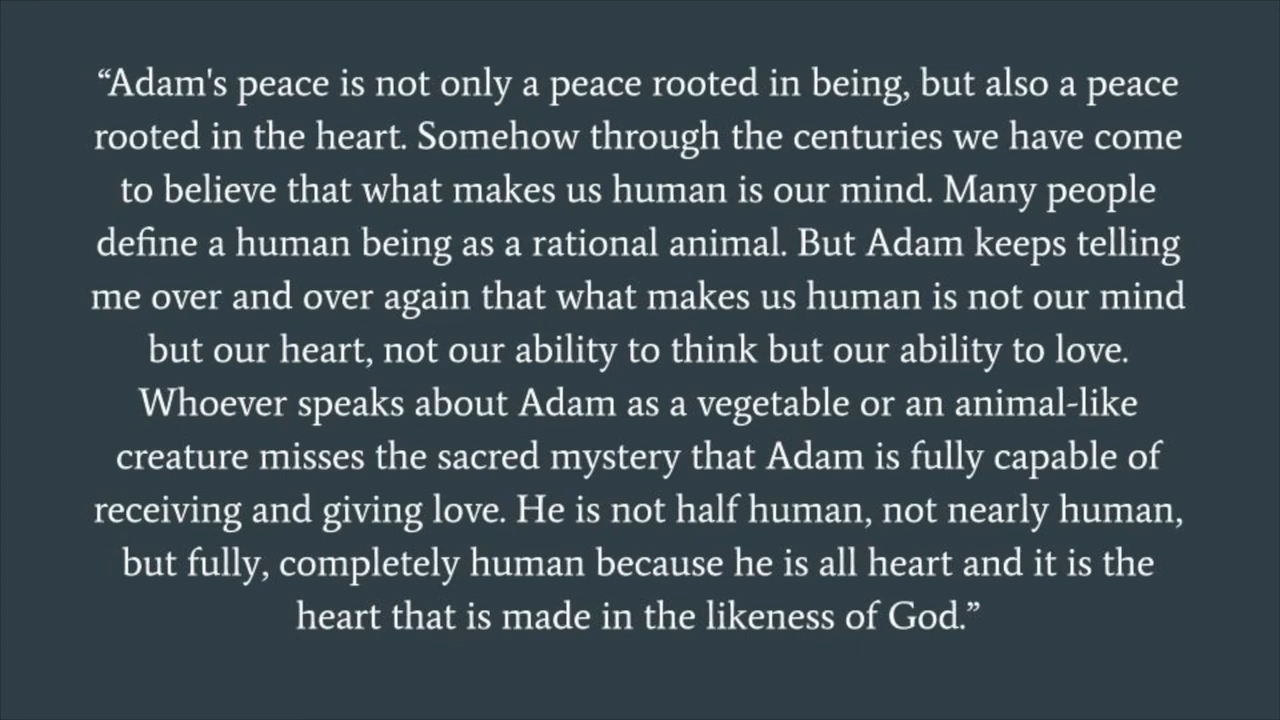 “Adam's peace is not only a peace rooted in being, but also a peace
rooted in the heart. Somehow through the centuries we have come
to believe that what makes us human is our mind. Many people
define a human being as a rational animal. But Adam keeps telling
me over and over again that what makes us human is not our mind
but our heart, not our ability to think but our ability to love.
Whoever speaks about Adam as a vegetable or an animal-like
creature misses the sacred mystery that Adam is fully capable of
receiving and giving love. He is not half human, not nearly human,
but fully, completely human because he is all heart and it is the
heart that is made in the likeness of God.”